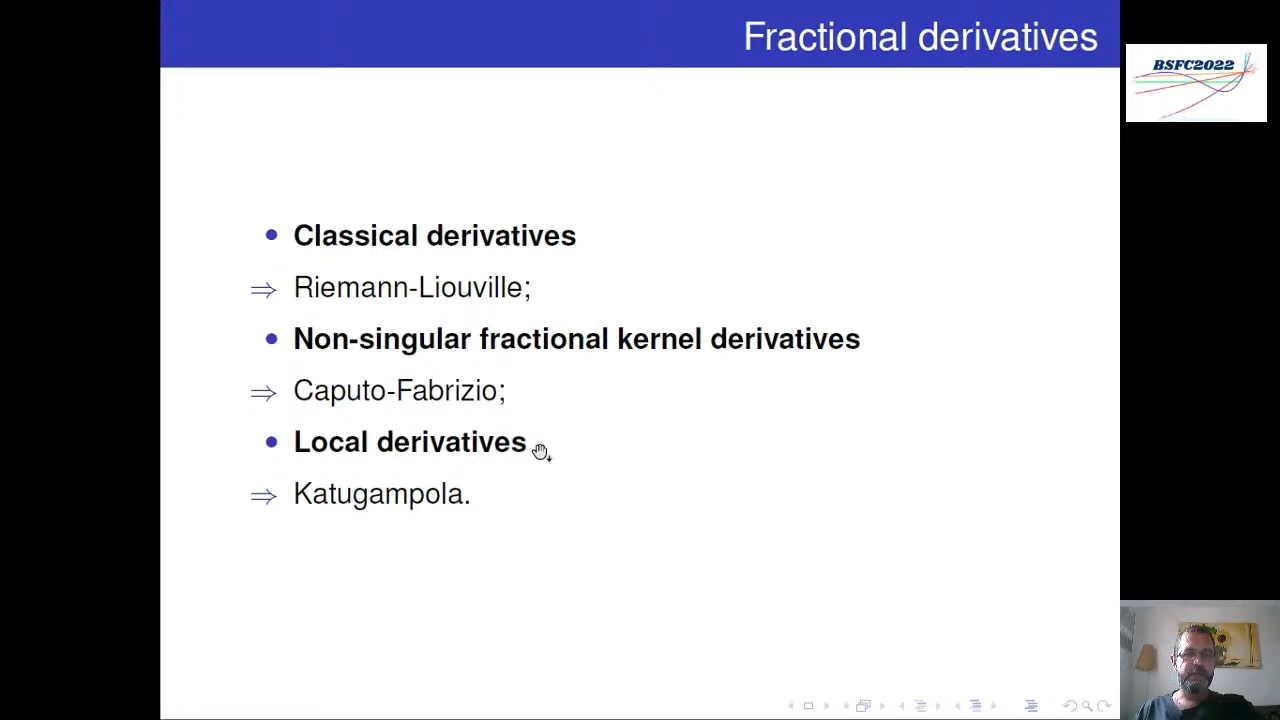 Fractional derivatives
BSFC2022
• Classical derivatives
⇒ Riemann-Liouville;
• Non-singular fractional kernel derivatives
⇒ Caputo-Fabrizio;
• Local derivatives
⇒ Katugampola.